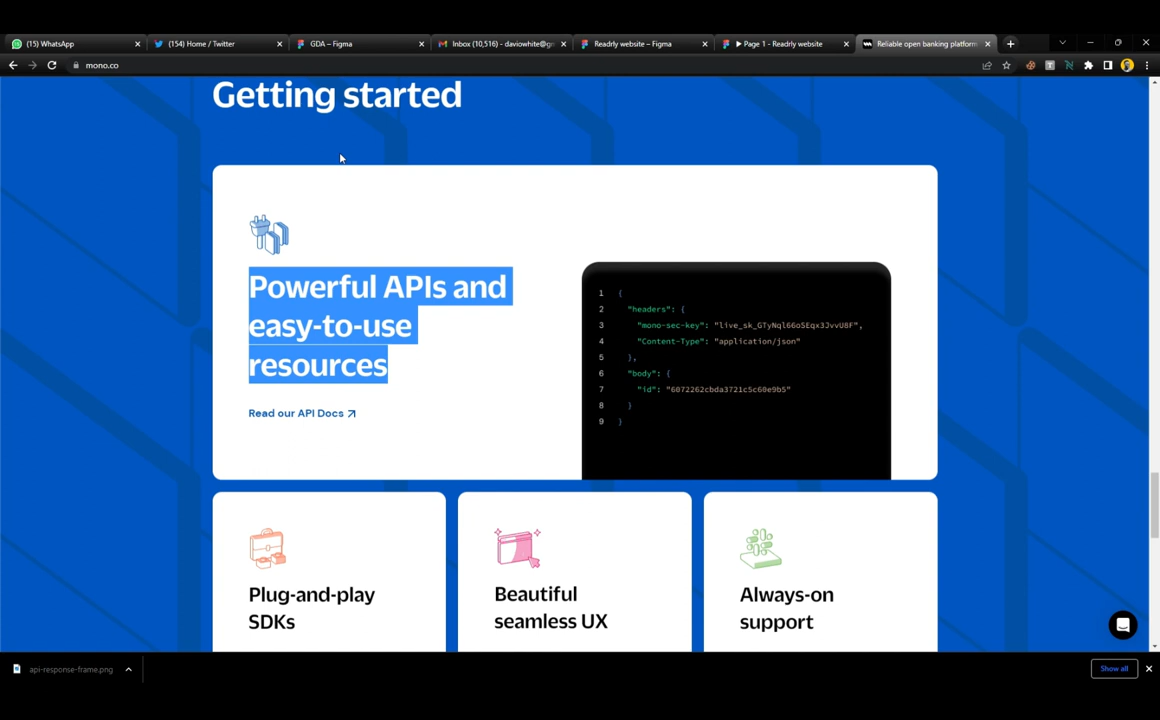 (15) WhatsApp
(154) Home / Twitter
GDA – Figma
Inbox (10,516) - daviowhite@g
Readrly website – Figma
▶ Page 1 - Readrly website
Reliable open banking platform
mono.co
Getting started
Powerful APIs and
easy-to-use
resources
Read our API Docs
1 {
2 "headers": {
3 "mono-sec-key": "live_sk_GTyNql66o5Eqx3JvvU8F",
4 "Content-Type": "application/json"
5 },
6 "body": {
7 "id": "6072262cbda3721c5c60e9b5"
8 }
9 }
Plug-and-play
SDKs
Beautiful
seamless UX
Always-on
support
api-response-frame.png
Show all